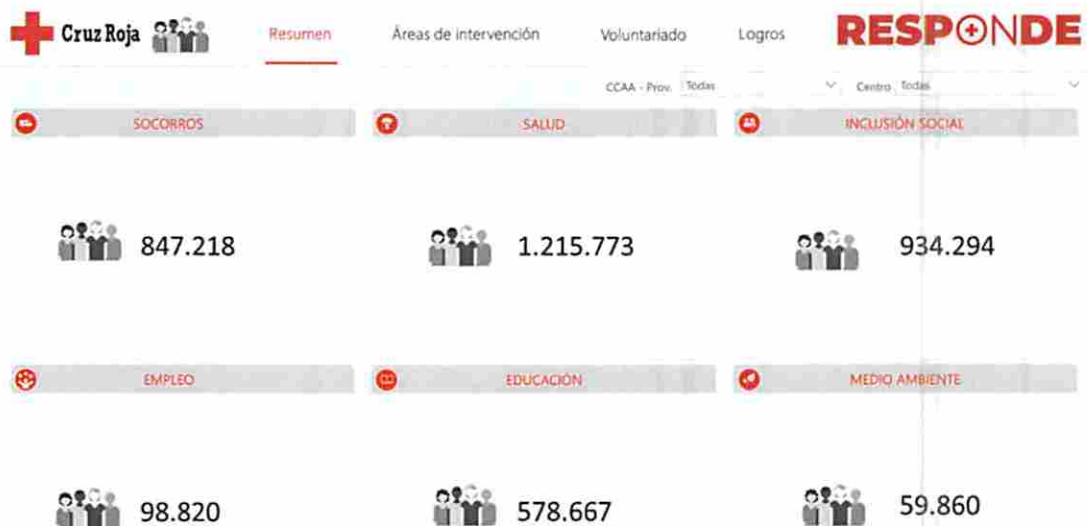 Cruz Roja
Resumen
Áreas de intervención
Voluntariado
Logros
RESPONDE
CCAA - Prov. Todas
Centro Todas
SOCORROS
SALUD
INCLUSIÓN SOCIAL
847.218
1.215.773
934.294
EMPLEO
EDUCACIÓN
MEDIO AMBIENTE
98.820
578.667
59.860